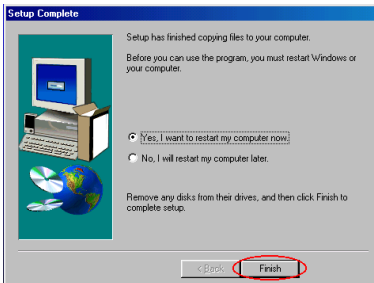 Setup Complete
Setup has finished copying files to your computer.
Before you can use the program, you must restart Windows or
your computer.
Yes, I want to restart my computer now.
No, I will restart my computer later.
Remove any disks from their drives, and then click Finish to
complete setup.
< Back
Finish